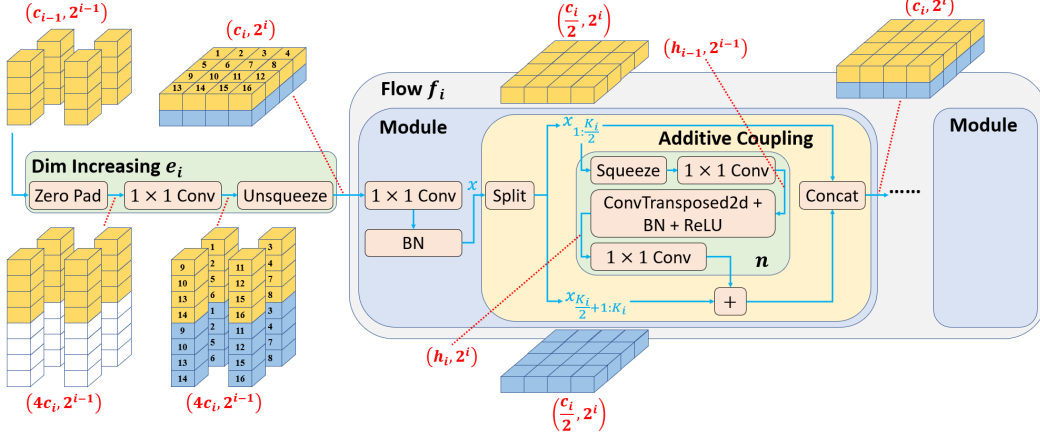 (c_{i-1}, 2^{i-1})
(c_i, 2^i)
(c_i/2, 2^i)
(h_{i-1}, 2^{i-1})
(c_i, 2^i)
1 2 3 4
5 6 7 8
9 10 11 12
13 14 15 16
Flow f_i
Module
Additive Coupling
Module
Dim Increasing e_i
Zero Pad
1 × 1 Conv
Unsqueeze
1 × 1 Conv
BN
x
Split
x_{1:K_i/2}
Squeeze
1 × 1 Conv
ConvTransposed2d +
BN + ReLU
1 × 1 Conv
n
Concat
......
x_{K_i/2+1:K_i}
+
1 3
2 4
9 11
10 12
13 15
14 16
5 7
6 8
1 3
2 4
9 11
10 12
13 15
14 16
5 7
6 8
(4c_i, 2^{i-1})
(4c_i, 2^{i-1})
(h_i, 2^i)
(c_i/2, 2^i)